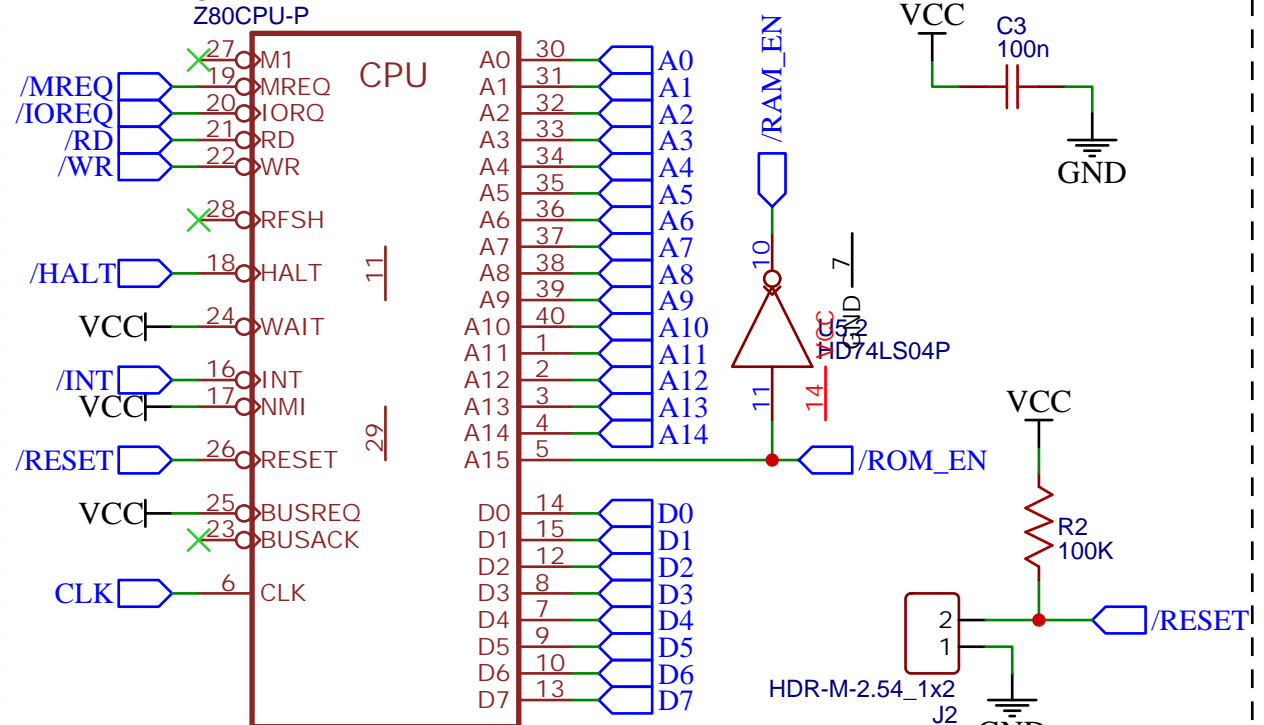 Z80CPU-P
CPU
27 M1
/MREQ 19 MREQ
/IOREQ 20 IORQ
/RD 21 RD
/WR 22 WR
28 RFSH
/HALT 18 HALT
VCC 24 WAIT
/INT 16 INT
VCC 17 NMI
/RESET 26 RESET
VCC 25 BUSREQ
23 BUSACK
CLK 6 CLK
11
29
A0 30 A0
A1 31 A1
A2 32 A2
A3 33 A3
A4 34 A4
A5 35 A5
A6 36 A6
A7 37 A7
A8 38 A8
A9 39 A9
A10 40 A10
A11 1 A11
A12 2 A12
A13 3 A13
A14 4 A14
A15 5
/ROM_EN
D0 14 D0
D1 15 D1
D2 12 D2
D3 8 D3
D4 7 D4
D5 9 D5
D6 10 D6
D7 13 D7
/RAM_EN
10
11
7
GND
VCC
14
U5.2
HD74LS04P
VCC
C3
100n
GND
VCC
R2
100K
2
1
/RESET
HDR-M-2.54_1x2
J2
GND